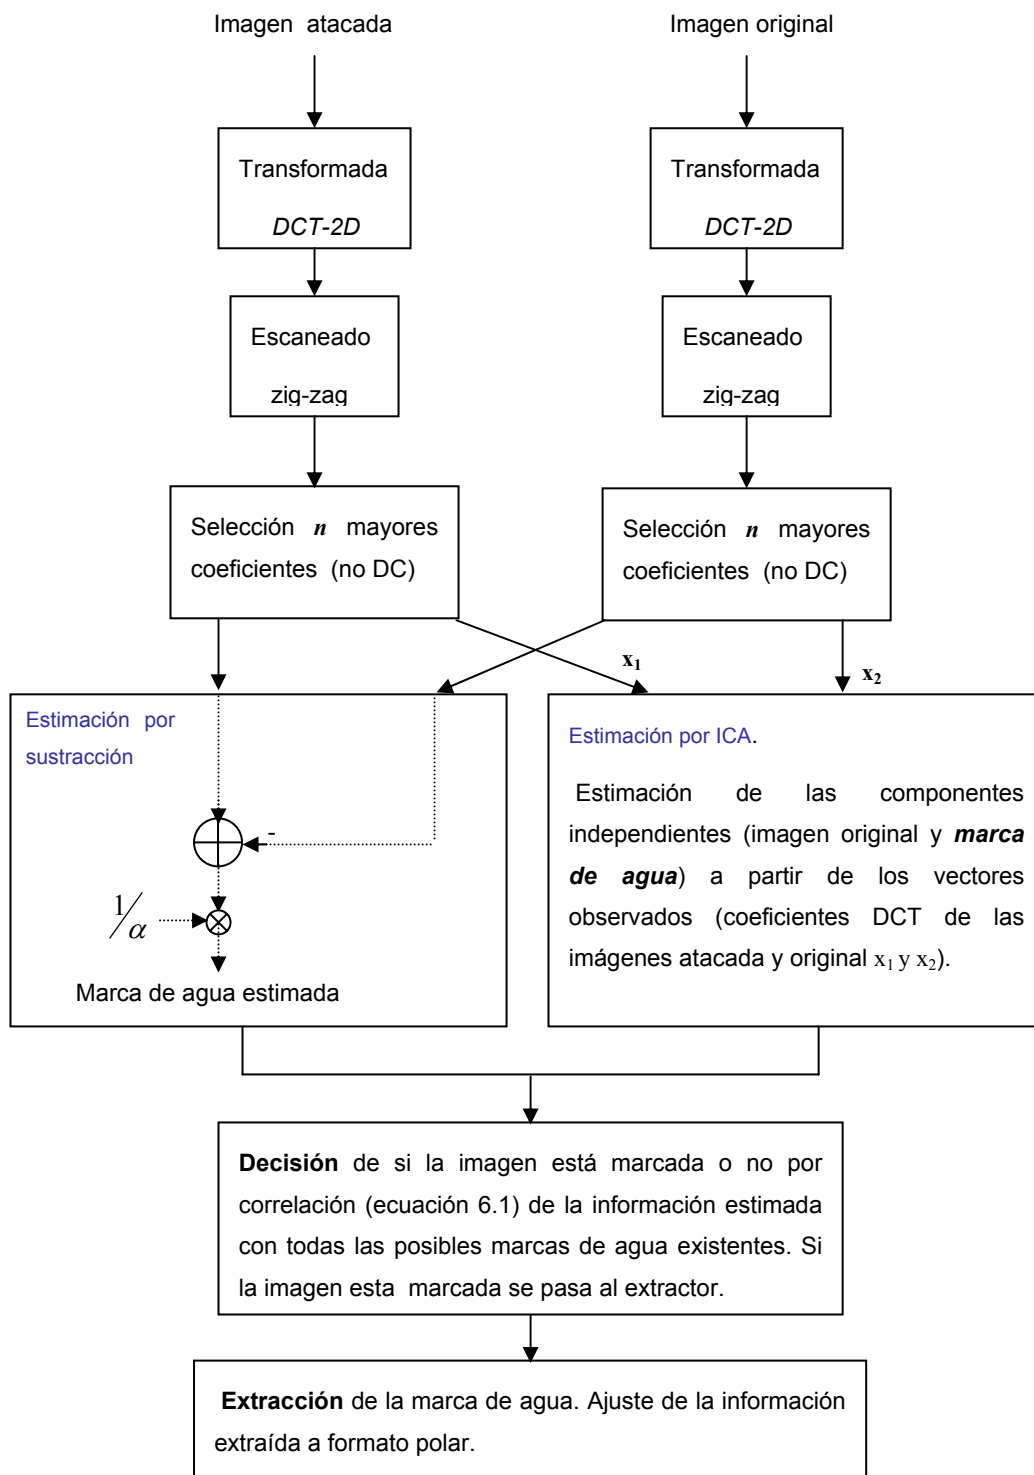 Imagen atacada
Imagen original
Transformada
DCT-2D
Transformada
DCT-2D
Escaneado
zig-zag
Escaneado
zig-zag
Selección n mayores
coeficientes (no DC)
Selección n mayores
coeficientes (no DC)
x₁
x₂
Estimación por
sustracción
-
1/α
Marca de agua estimada
Estimación por ICA.
Estimación de las componentes
independientes (imagen original y marca
de agua) a partir de los vectores
observados (coeficientes DCT de las
imágenes atacada y original x₁ y x₂).
Decisión de si la imagen está marcada o no por
correlación (ecuación 6.1) de la información estimada
con todas las posibles marcas de agua existentes. Si
la imagen esta marcada se pasa al extractor.
Extracción de la marca de agua. Ajuste de la información
extraída a formato polar.